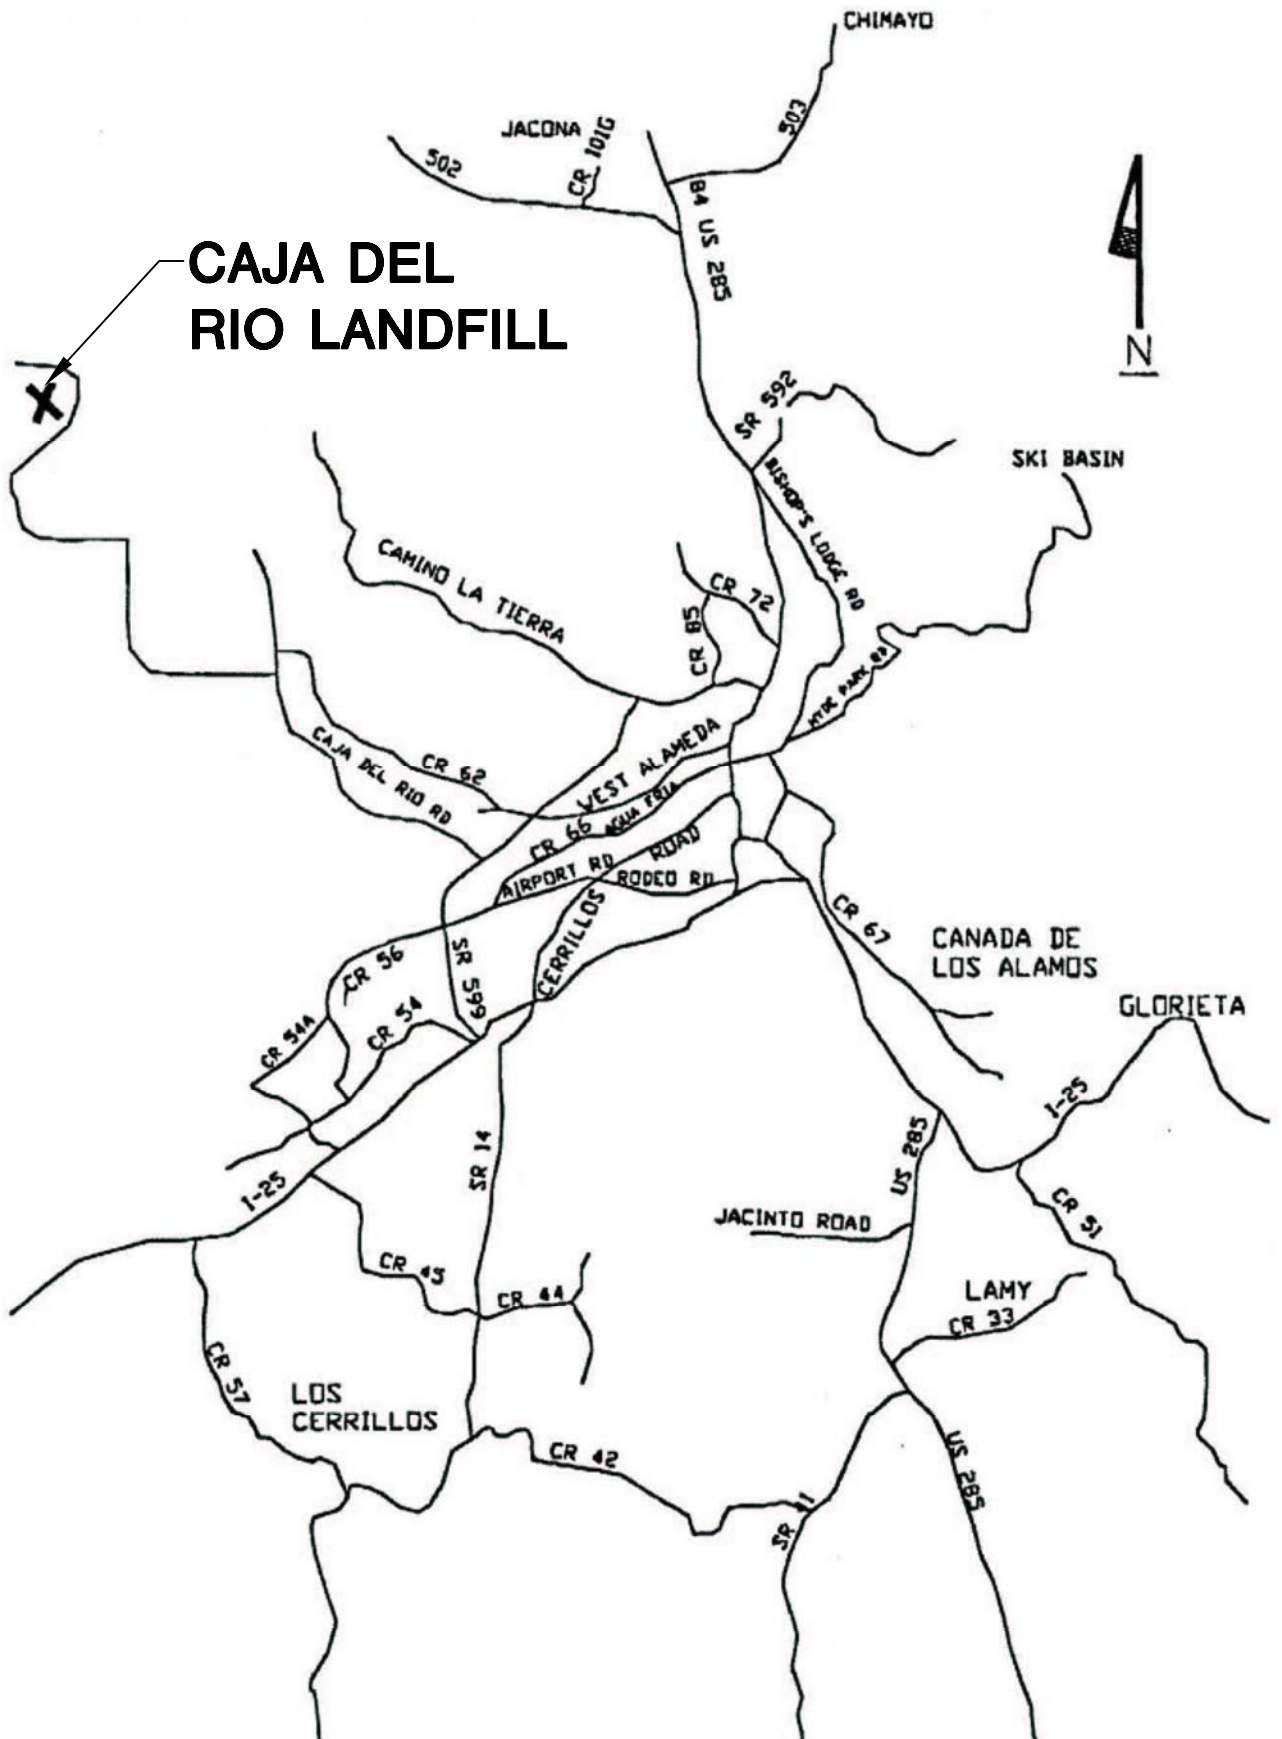 CHIMAYO
JACONA
CR 101G
503
502
84 US 285
CAJA DEL
RIO LANDFILL
N
SR 592
SKI BASIN
BISHOP'S LODGE RD
CAMINO LA TIERRA
CR 72
CR 85
HYDE PARK RD
WEST ALAMEDA
CAJA DEL RIO RD
CR 62
CR 66
AGUA FRIA
AIRPORT RD
ROAD
RODEO RD
CERRILLOS
CR 67
CANADA DE
LOS ALAMOS
CR 56
SR 599
GLORIETA
CR 54A
CR 54
I-25
US 285
SR 14
I-25
JACINTO ROAD
CR 51
CR 45
CR 44
LAMY
CR 33
CR 57
LOS
CERRILLOS
CR 42
US 285
SR 41